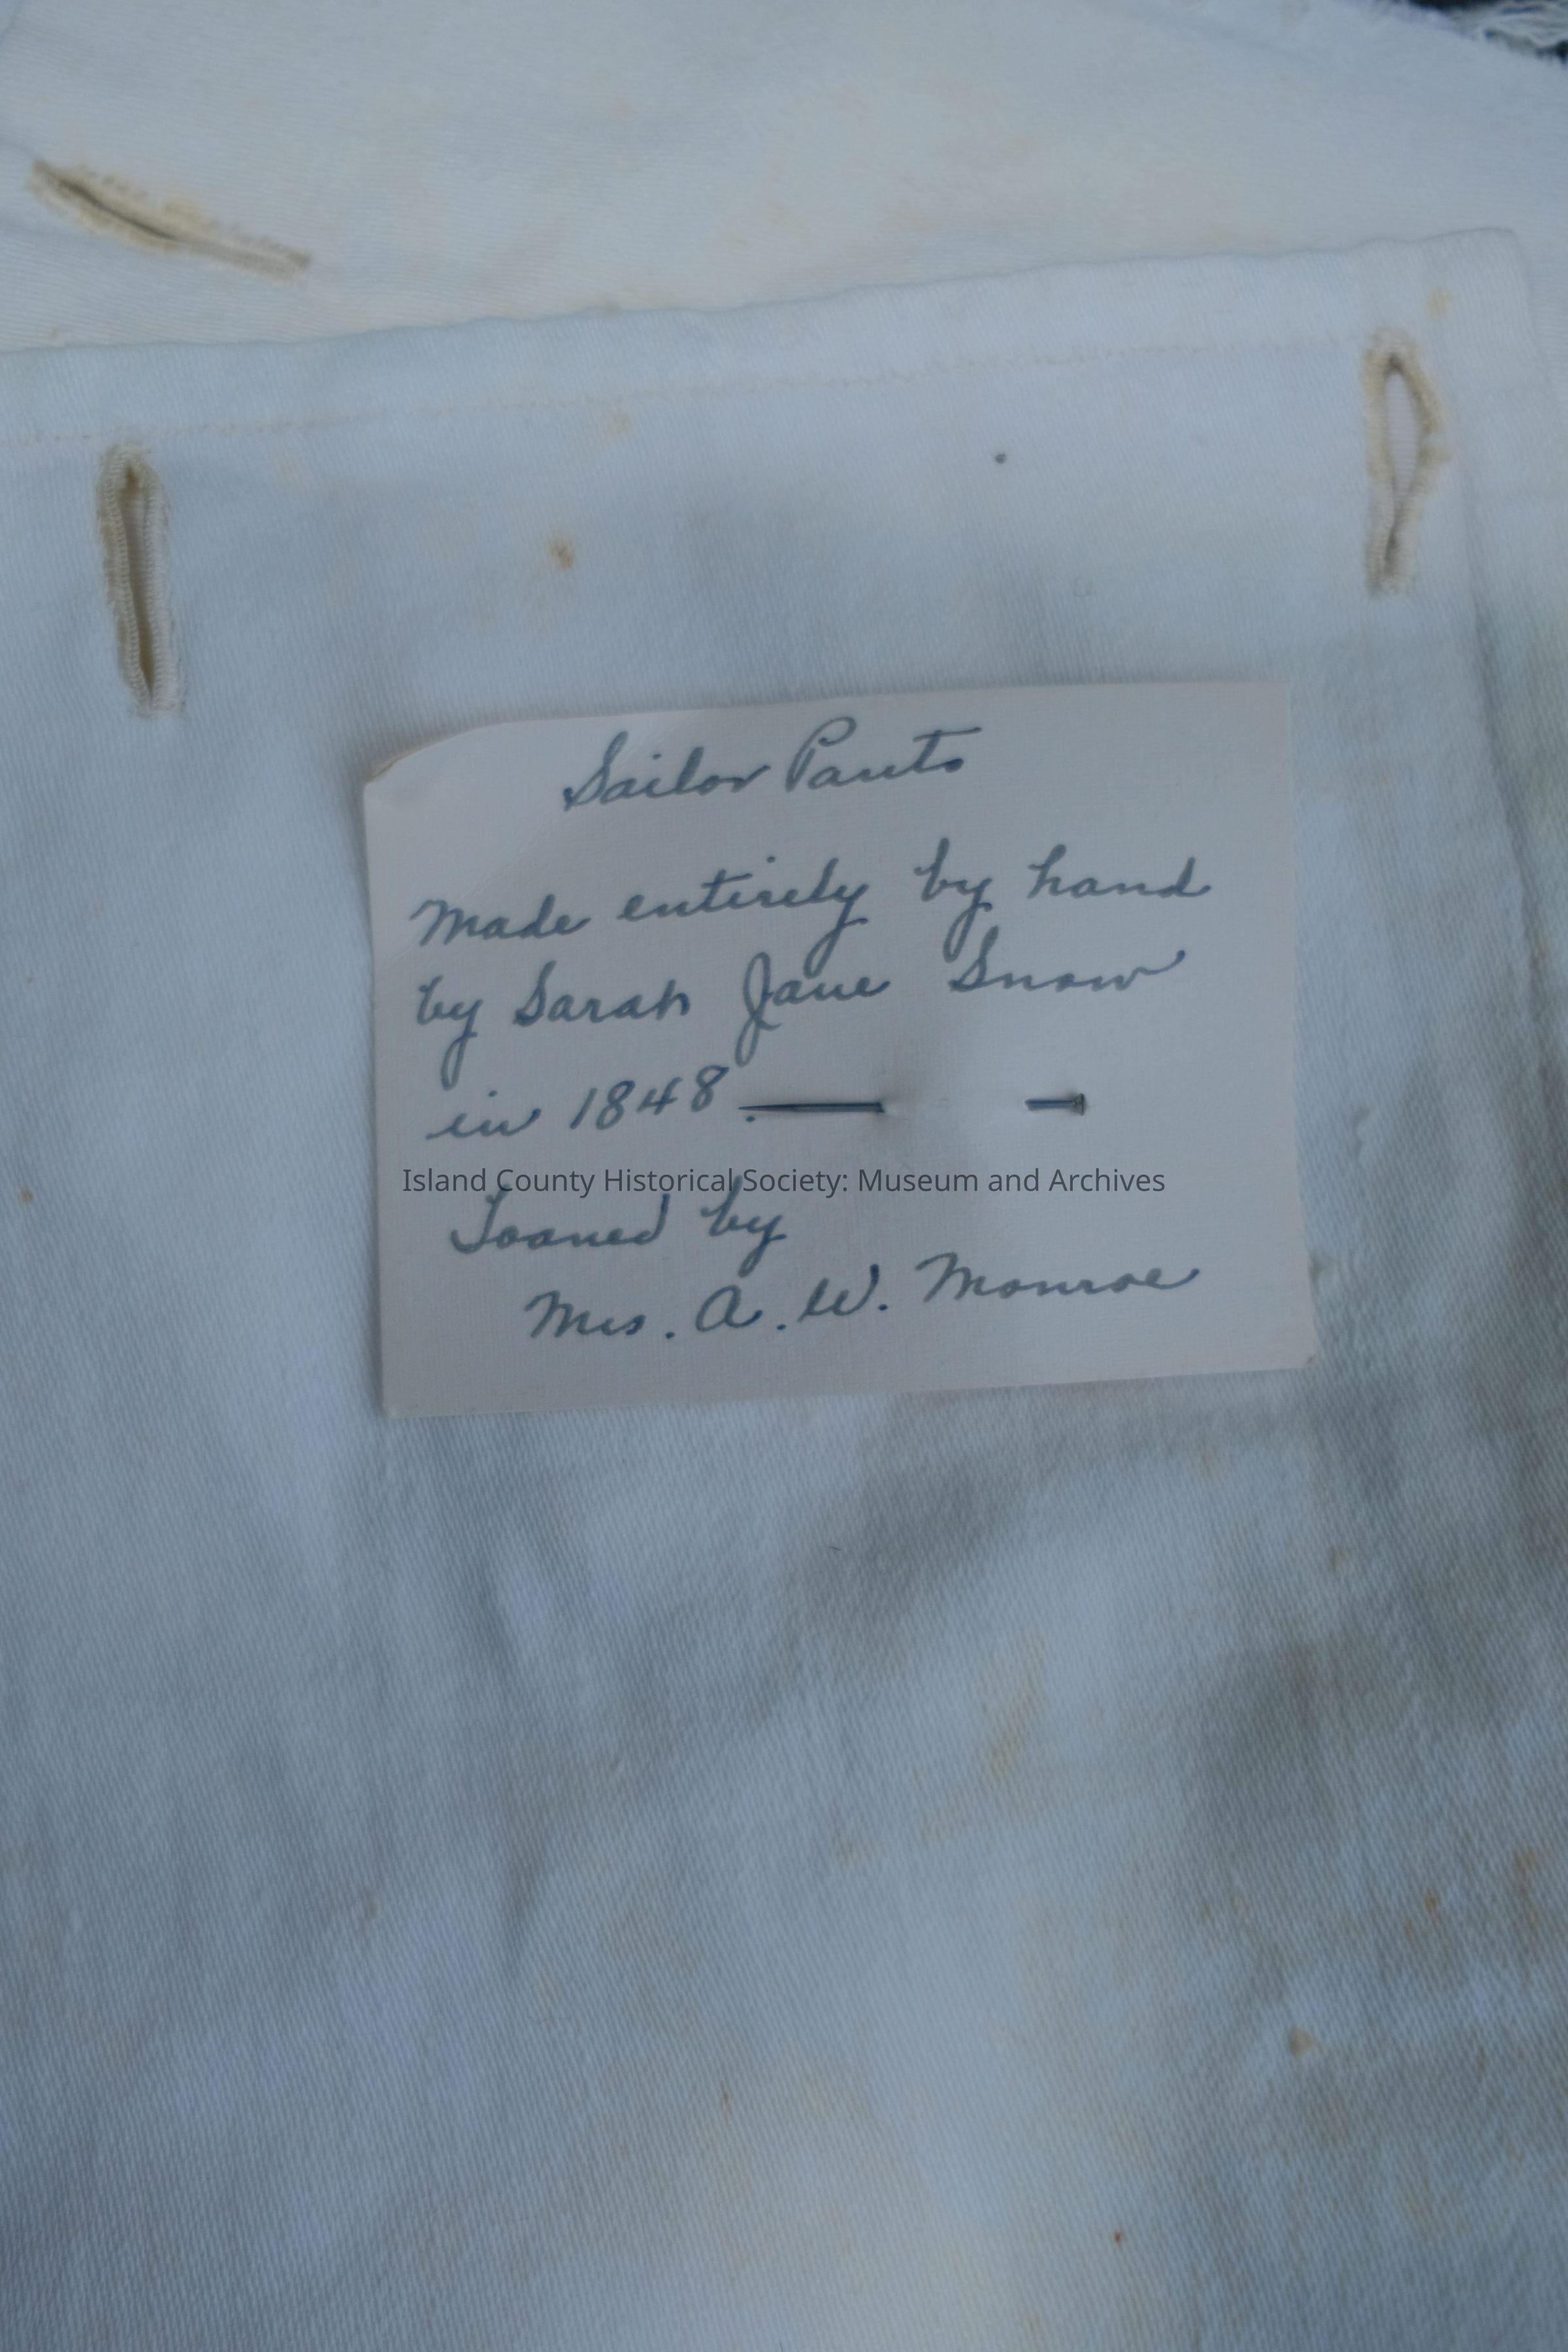 Sailor Pants
Made entirely by hand
by Sarah Jane Snow
in 1848.
Island County Historical Society: Museum and Archives
Loaned by
Mrs. A. W. Monroe